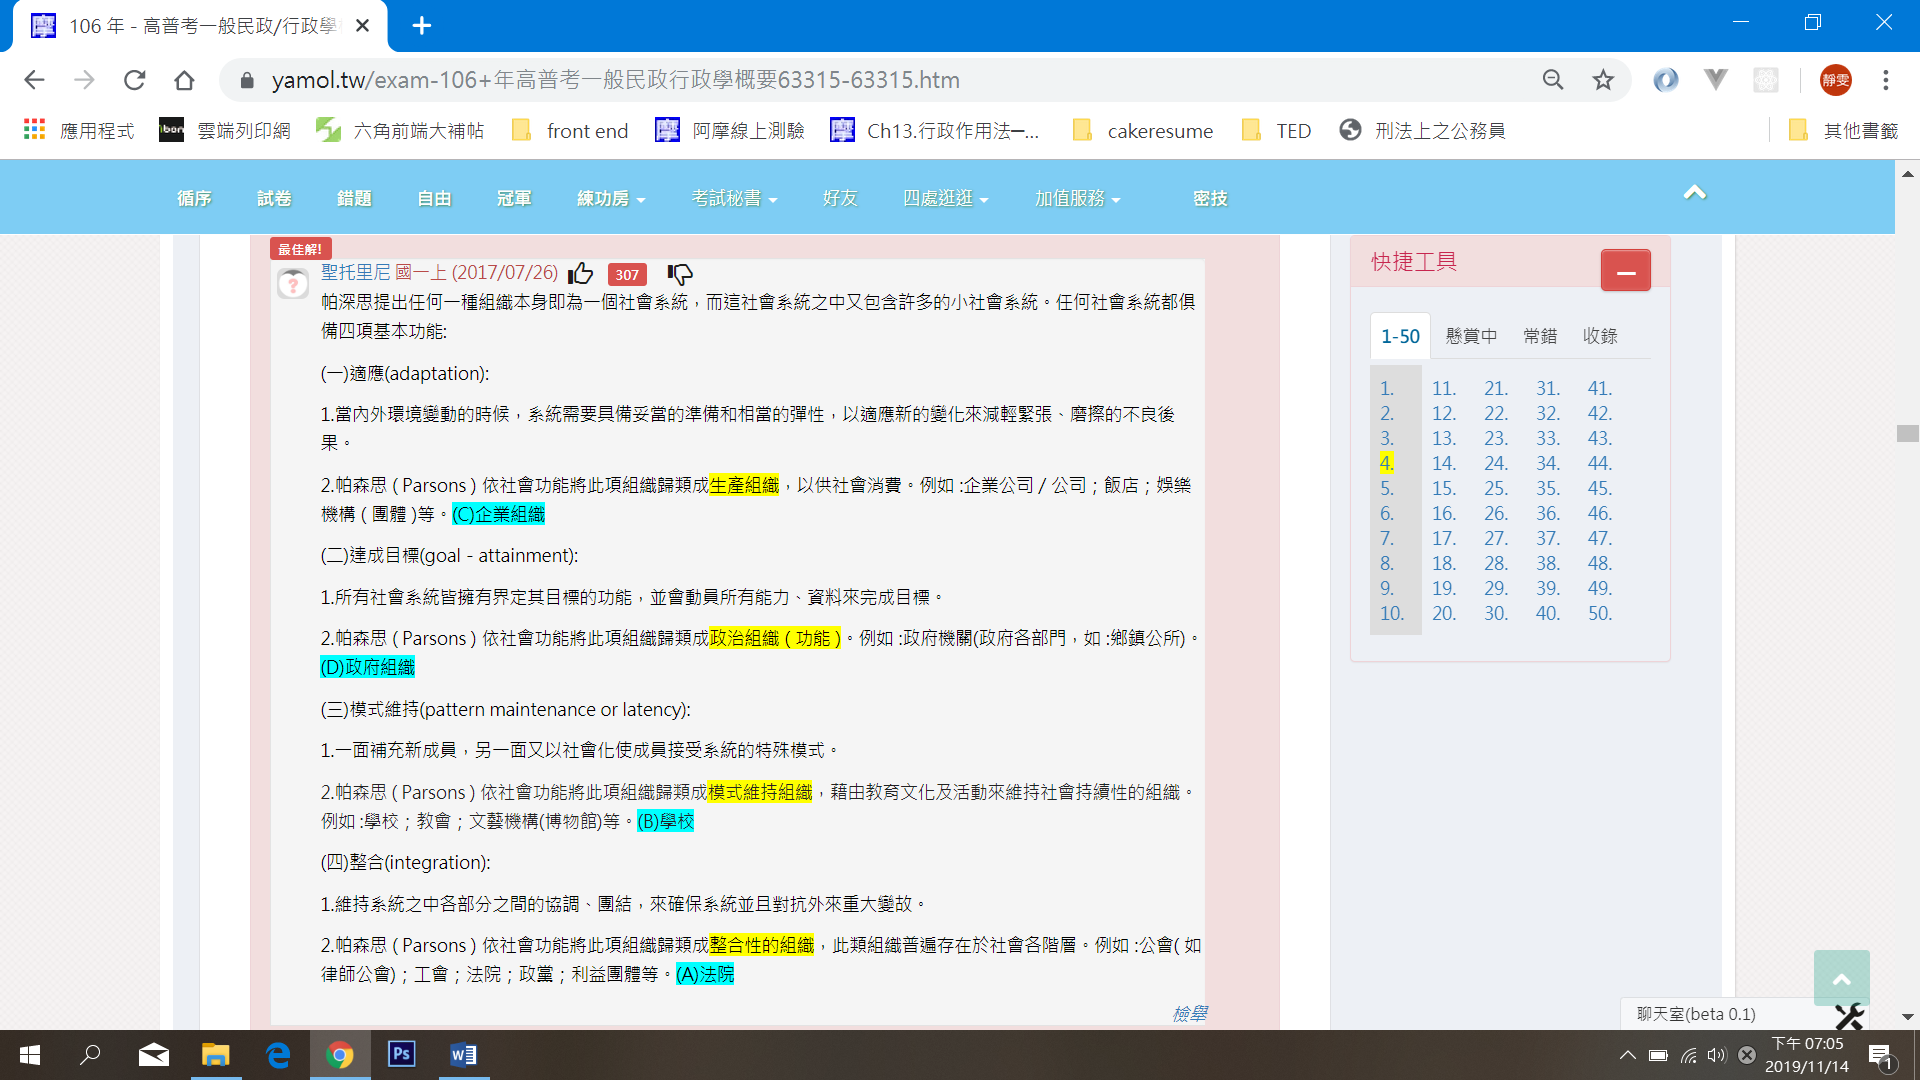 106 年 - 高普考一般民政/行政學
yamol.tw/exam-106+年高普考一般民政行政學概要63315-63315.htm
靜雯
應用程式
ibon
雲端列印網
六角前端大補帖
front end
阿摩線上測驗
Ch13.行政作用法—...
cakeresume
TED
刑法上之公務員
其他書籤
循序 試卷 錯題 自由 冠軍 練功房 考試秘書 好友 四處逛逛 加值服務 密技
最佳解!
聖托里尼 國一上 (2017/07/26) 307
帕深思提出任何一種組織本身即為一個社會系統，而這社會系統之中又包含許多的小社會系統。任何社會系統都俱
備四項基本功能:
(一)適應(adaptation):
1.當內外環境變動的時候，系統需要具備妥當的準備和相當的彈性，以適應新的變化來減輕緊張、磨擦的不良後
果。
2.帕森思 ( Parsons ) 依社會功能將此項組織歸類成生產組織，以供社會消費。例如 :企業公司 / 公司；飯店；娛樂
機構 ( 團體 )等。(C)企業組織
(二)達成目標(goal - attainment):
1.所有社會系統皆擁有界定其目標的功能，並會動員所有能力、資料來完成目標。
2.帕森思 ( Parsons ) 依社會功能將此項組織歸類成政治組織 ( 功能 )。例如 :政府機關(政府各部門，如 :鄉鎮公所)。
(D)政府組織
(三)模式維持(pattern maintenance or latency):
1.一面補充新成員，另一面又以社會化使成員接受系統的特殊模式。
2.帕森思 ( Parsons ) 依社會功能將此項組織歸類成模式維持組織，藉由教育文化及活動來維持社會持續性的組織。
例如 :學校；教會；文藝機構(博物館)等。(B)學校
(四)整合(integration):
1.維持系統之中各部分之間的協調、團結，來確保系統並且對抗外來重大變故。
2.帕森思 ( Parsons ) 依社會功能將此項組織歸類成整合性的組織，此類組織普遍存在於社會各階層。例如 :公會( 如
律師公會)；工會；法院；政黨；利益團體等。(A)法院
檢舉
快捷工具
1-50 懸賞中 常錯 收錄
1. 11. 21. 31. 41.
2. 12. 22. 32. 42.
3. 13. 23. 33. 43.
4. 14. 24. 34. 44.
5. 15. 25. 35. 45.
6. 16. 26. 36. 46.
7. 17. 27. 37. 47.
8. 18. 28. 38. 48.
9. 19. 29. 39. 49.
10. 20. 30. 40. 50.
聊天室(beta 0.1)
Ps
下午 07:05
2019/11/14
1